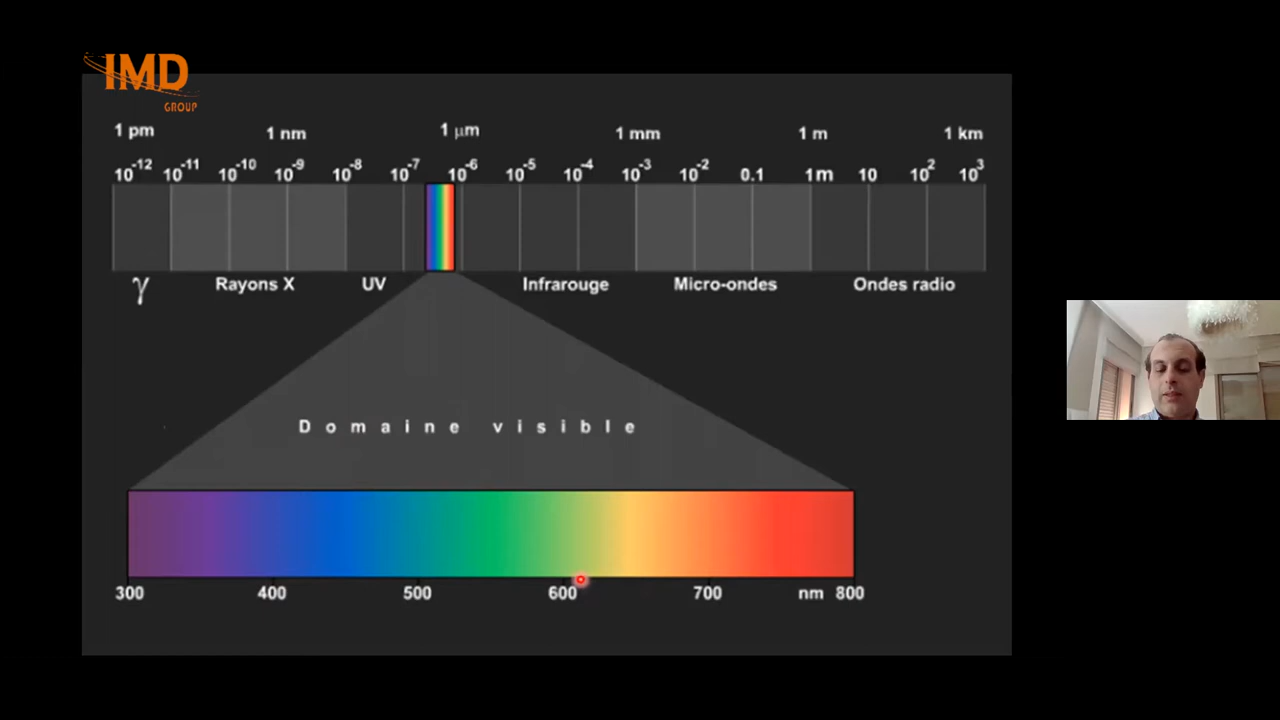 IMD
GROUP
1 pm 1 nm 1 μm 1 mm 1 m 1 km
10⁻¹² 10⁻¹¹ 10⁻¹⁰ 10⁻⁹ 10⁻⁸ 10⁻⁷ 10⁻⁶ 10⁻⁵ 10⁻⁴ 10⁻³ 10⁻² 0.1 1m 10 10² 10³
γ Rayons X UV Infrarouge Micro-ondes Ondes radio
Domaine visible
300 400 500 600 700 nm 800